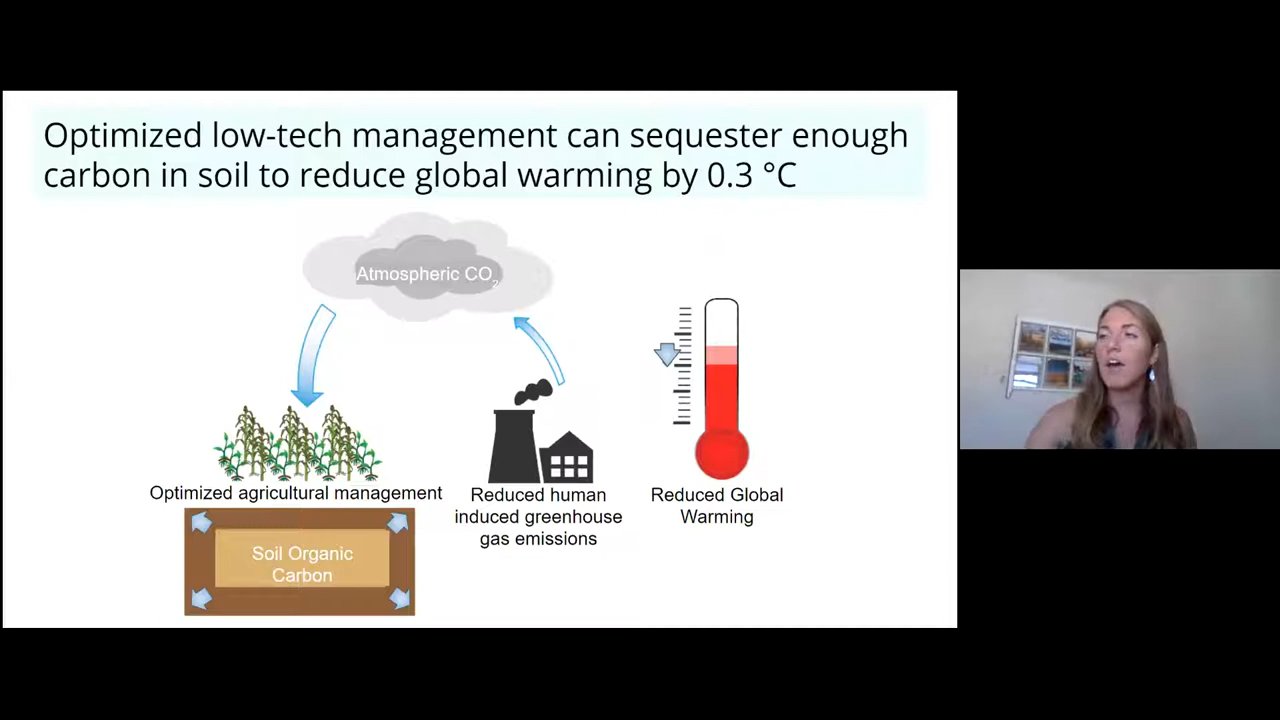 Optimized low-tech management can sequester enough
carbon in soil to reduce global warming by 0.3 °C
Atmospheric CO₂
Optimized agricultural management
Soil Organic
Carbon
Reduced human
induced greenhouse
gas emissions
Reduced Global
Warming